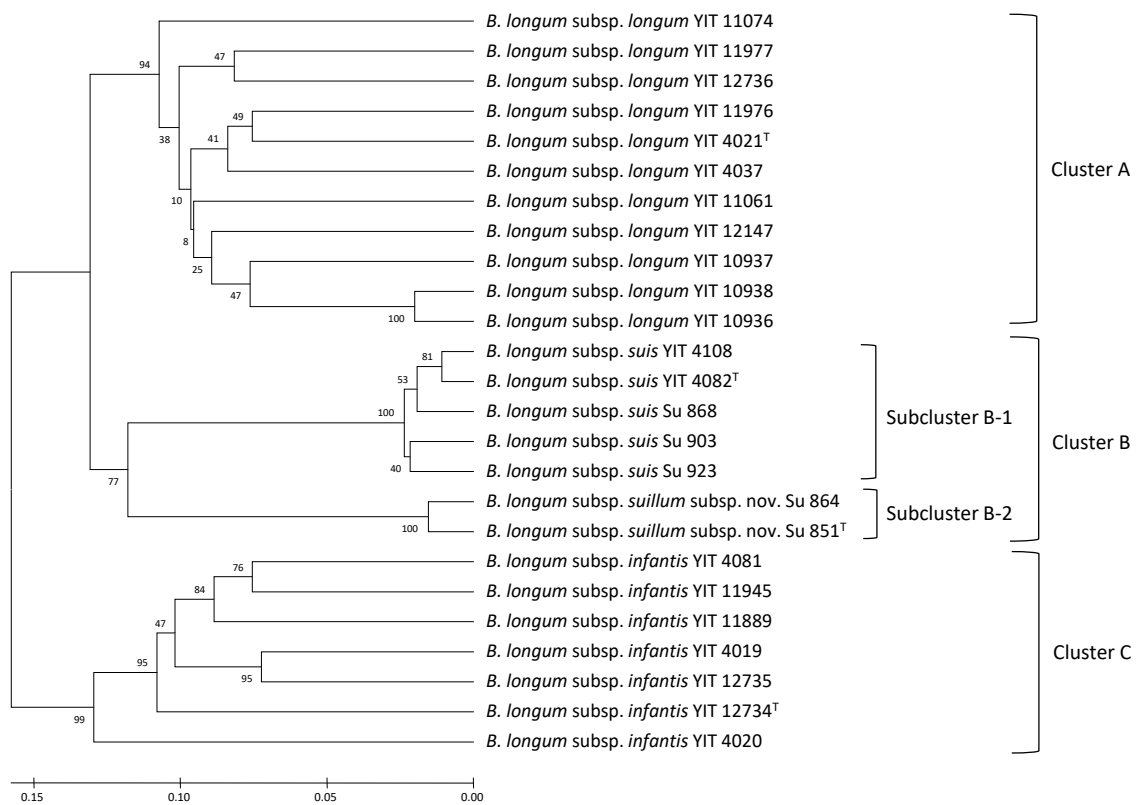 B. longum subsp. longum YIT 11074
B. longum subsp. longum YIT 11977
B. longum subsp. longum YIT 12736
B. longum subsp. longum YIT 11976
B. longum subsp. longum YIT 4021ᵀ
B. longum subsp. longum YIT 4037
B. longum subsp. longum YIT 11061
B. longum subsp. longum YIT 12147
B. longum subsp. longum YIT 10937
B. longum subsp. longum YIT 10938
B. longum subsp. longum YIT 10936
B. longum subsp. suis YIT 4108
B. longum subsp. suis YIT 4082ᵀ
B. longum subsp. suis Su 868
B. longum subsp. suis Su 903
B. longum subsp. suis Su 923
B. longum subsp. suillum subsp. nov. Su 864
B. longum subsp. suillum subsp. nov. Su 851ᵀ
B. longum subsp. infantis YIT 4081
B. longum subsp. infantis YIT 11945
B. longum subsp. infantis YIT 11889
B. longum subsp. infantis YIT 4019
B. longum subsp. infantis YIT 12735
B. longum subsp. infantis YIT 12734ᵀ
B. longum subsp. infantis YIT 4020
Cluster A
Subcluster B-1
Cluster B
Subcluster B-2
Cluster C
94
47
38
49
41
10
8
25
47
100
81
53
100
40
77
100
76
84
47
95
95
99
0.15 0.10 0.05 0.00